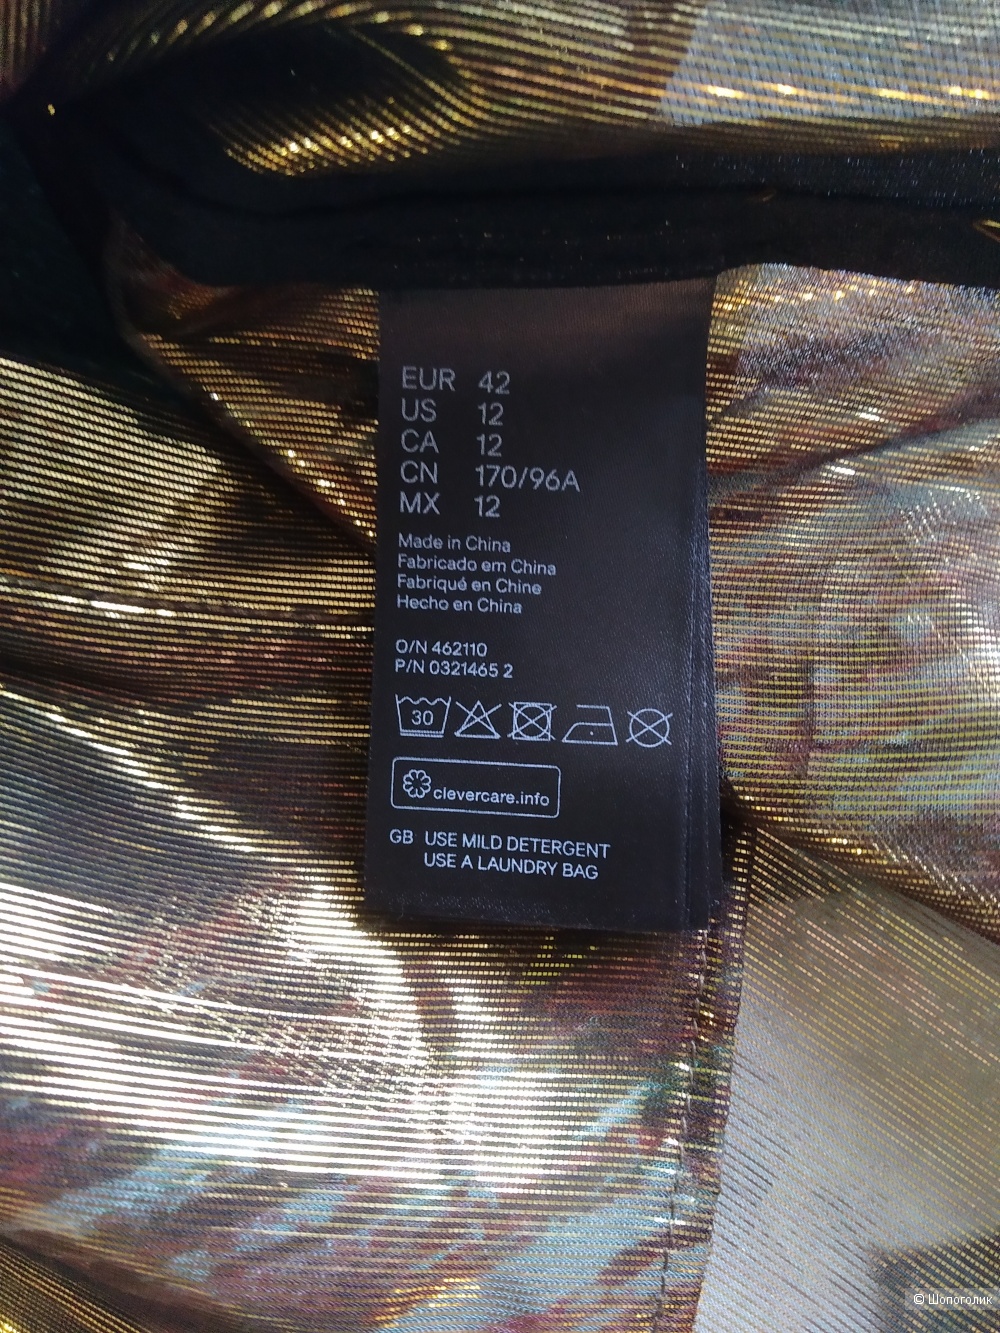 EUR 42
US 12
CA 12
CN 170/96A
MX 12
Made in China
Fabricado em China
Fabriqué en Chine
Hecho en China
O/N 462110
P/N 0321465 2
30
clevercare.info
GB USE MILD DETERGENT
USE A LAUNDRY BAG
© Шопоголик